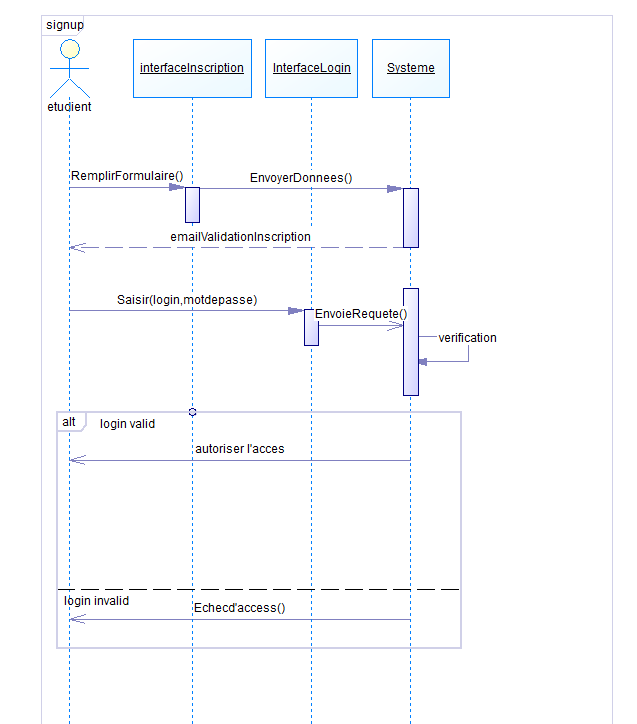 signup
etudient
interfaceInscription
InterfaceLogin
Systeme
RemplirFormulaire()
EnvoyerDonnees()
emailValidationInscription
Saisir(login,motdepasse)
EnvoieRequete()
verification
alt
login valid
autoriser l'acces
login invalid
Echecd'access()